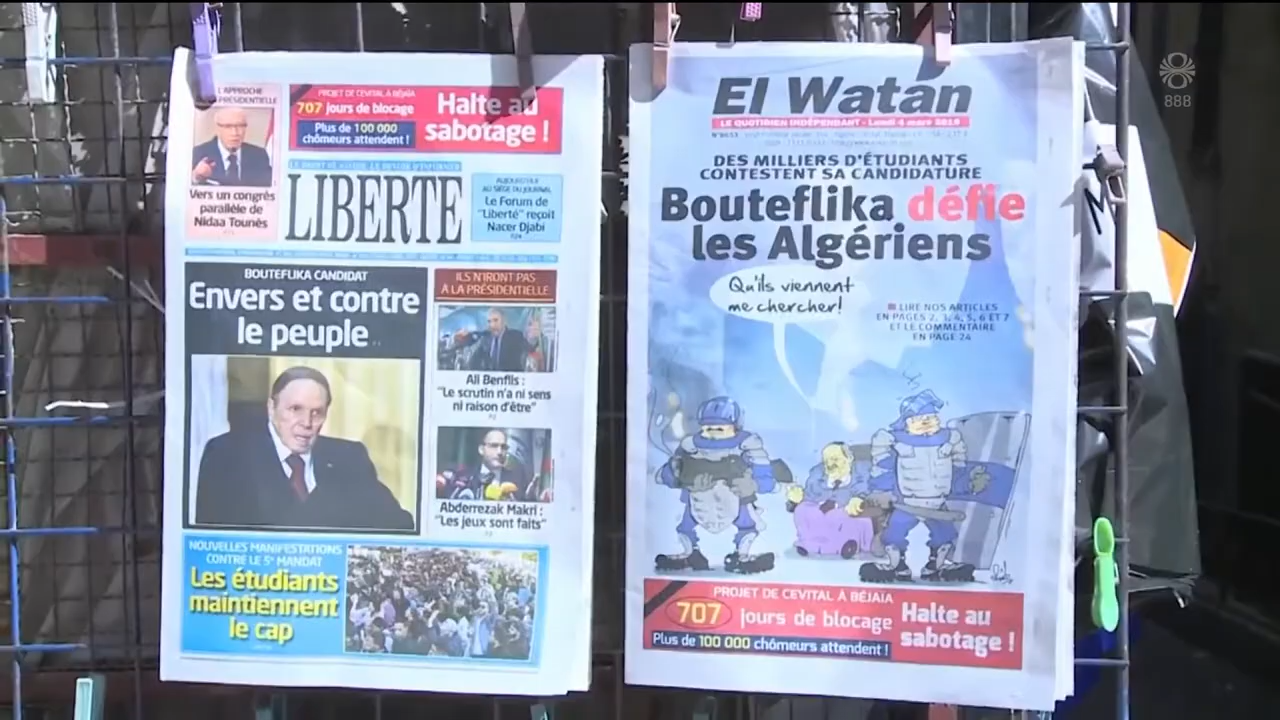 L'APPROCHE
PRÉSIDENTIELLE
Vers un congrès
parallèle de
Nidaa Tounès
PROJET DE CEVITAL À BÉJAÏA
707 jours de blocage
Plus de 100 000
chômeurs attendent !
Halte au
sabotage !
LIBERTE
AUJOURD'HUI
AU SIÈGE DU JOURNAL
Le Forum de
"Liberté" reçoit
Nacer Djabi
BOUTEFLIKA CANDIDAT
Envers et contre
le peuple
ILS N'IRONT PAS
À LA PRÉSIDENTIELLE
Ali Benflis :
"Le scrutin n'a ni sens
ni raison d'être"
Abderrezak Makri :
"Les jeux sont faits"
NOUVELLES MANIFESTATIONS
CONTRE LE 5e MANDAT
Les étudiants
maintiennent
le cap
El Watan
LE QUOTIDIEN INDÉPENDANT - Lundi 4 mars 2019
DES MILLIERS D'ÉTUDIANTS
CONTESTENT SA CANDIDATURE
Bouteflika défie
les Algériens
Qu'ils viennent
me chercher!
LIRE NOS ARTICLES
EN PAGES 2, 3, 4, 5, 6 ET 7
ET LE COMMENTAIRE
EN PAGE 24
PROJET DE CEVITAL À BÉJAÏA
707 jours de blocage
Plus de 100 000 chômeurs attendent !
Halte au
sabotage !
888